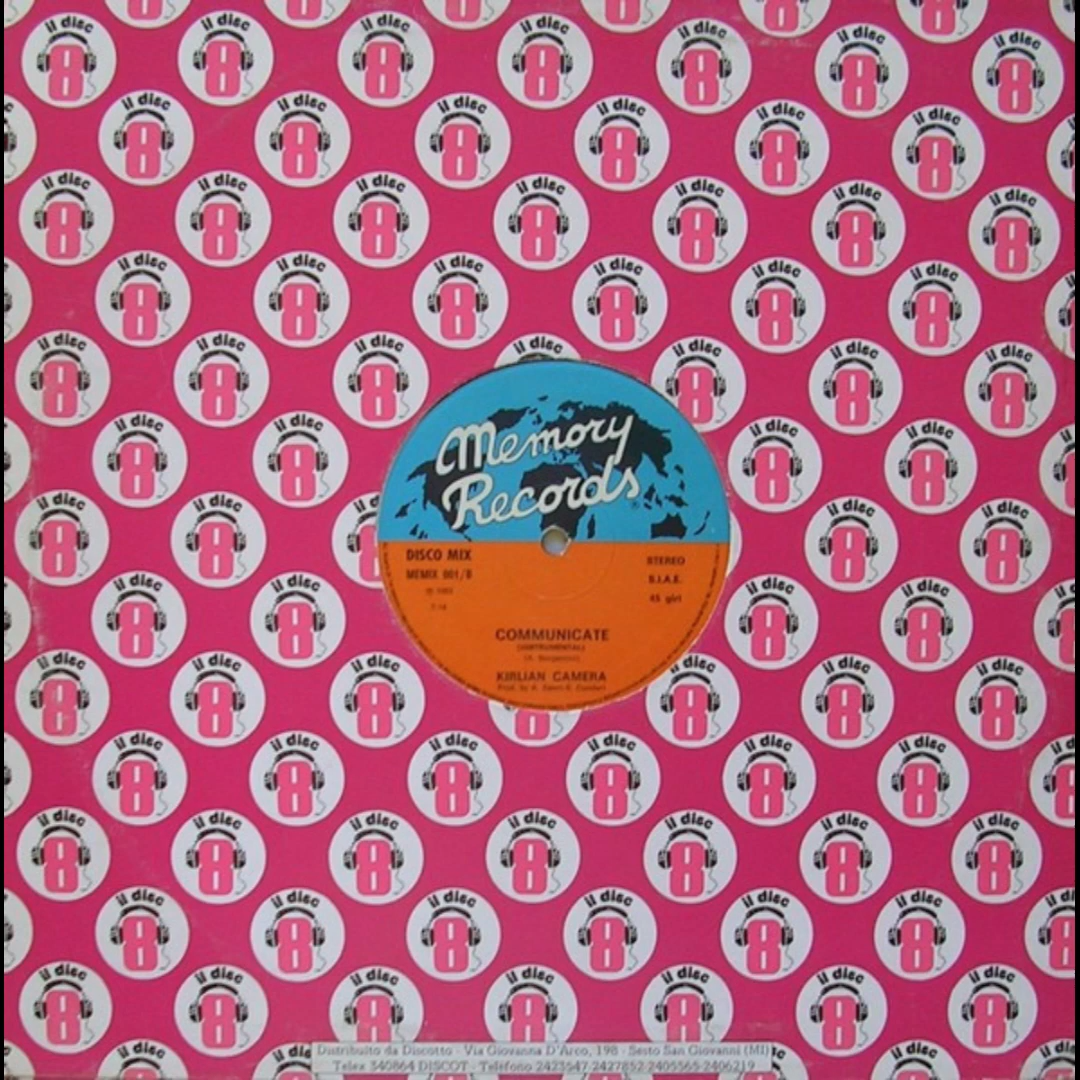 il disc
8
Memory
Records
DISCO MIX
MEMIX 001/B
STEREO
S.I.A.E.
45 giri
COMMUNICATE
(INSTRUMENTAL)
KIRLIAN CAMERA
Distribuito da Discotto - Via Giovanna D'Arco, 198 - Sesto San Giovanni (MI)
Telex 340864 DISCOT - Telefono 2423547-2427852-2405565-2406219